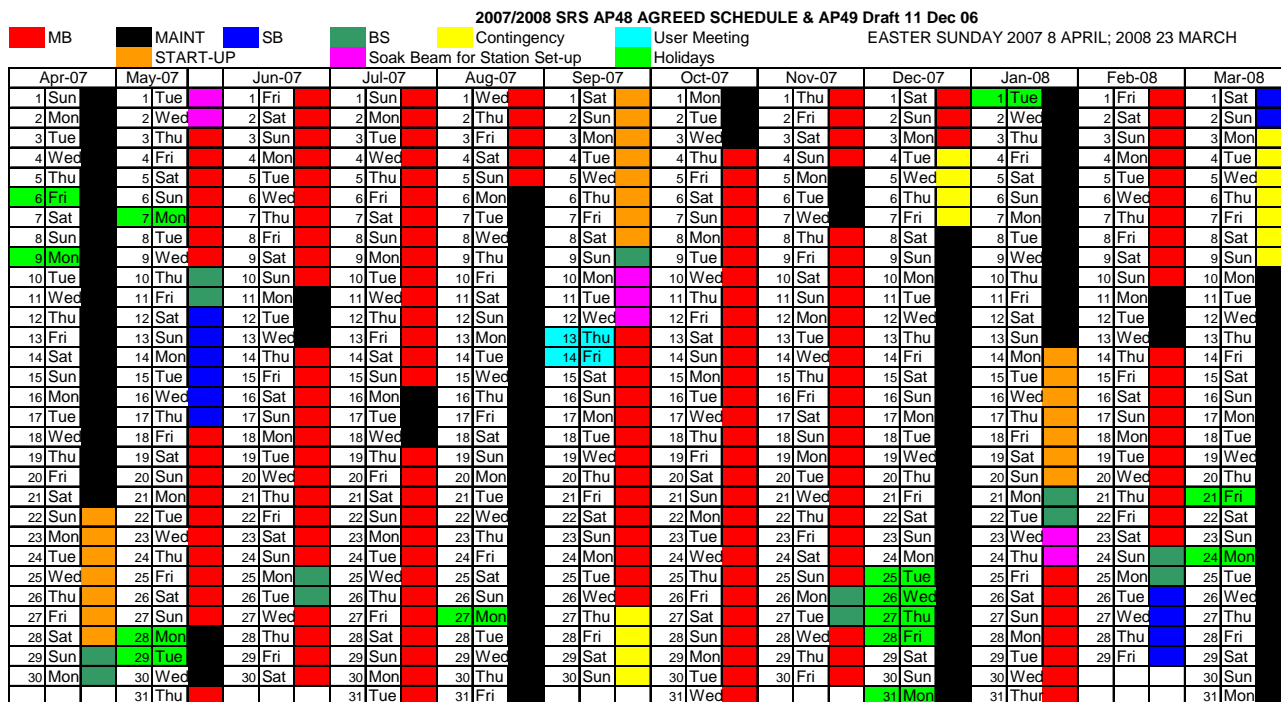 2007/2008 SRS AP48 AGREED SCHEDULE & AP49 Draft 11 Dec 06
MB MAINT SB BS Contingency User Meeting EASTER SUNDAY 2007 8 APRIL; 2008 23 MARCH
START-UP Soak Beam for Station Set-up Holidays
Apr-07 May-07 Jun-07 Jul-07 Aug-07 Sep-07 Oct-07 Nov-07 Dec-07 Jan-08 Feb-08 Mar-08
1 Sun 1 Tue 1 Fri 1 Sun 1 Wed 1 Sat 1 Mon 1 Thu 1 Sat 1 Tue 1 Fri 1 Sat
2 Mon 2 Wed 2 Sat 2 Mon 2 Thu 2 Sun 2 Tue 2 Fri 2 Sun 2 Wed 2 Sat 2 Sun
3 Tue 3 Thu 3 Sun 3 Tue 3 Fri 3 Mon 3 Wed 3 Sat 3 Mon 3 Thu 3 Sun 3 Mon
4 Wed 4 Fri 4 Mon 4 Wed 4 Sat 4 Tue 4 Thu 4 Sun 4 Tue 4 Fri 4 Mon 4 Tue
5 Thu 5 Sat 5 Tue 5 Thu 5 Sun 5 Wed 5 Fri 5 Mon 5 Wed 5 Sat 5 Tue 5 Wed
6 Fri 6 Sun 6 Wed 6 Fri 6 Mon 6 Thu 6 Sat 6 Tue 6 Thu 6 Sun 6 Wed 6 Thu
7 Sat 7 Mon 7 Thu 7 Sat 7 Tue 7 Fri 7 Sun 7 Wed 7 Fri 7 Mon 7 Thu 7 Fri
8 Sun 8 Tue 8 Fri 8 Sun 8 Wed 8 Sat 8 Mon 8 Thu 8 Sat 8 Tue 8 Fri 8 Sat
9 Mon 9 Wed 9 Sat 9 Mon 9 Thu 9 Sun 9 Tue 9 Fri 9 Sun 9 Wed 9 Sat 9 Sun
10 Tue 10 Thu 10 Sun 10 Tue 10 Fri 10 Mon 10 Wed 10 Sat 10 Mon 10 Thu 10 Sun 10 Mon
11 Wed 11 Fri 11 Mon 11 Wed 11 Sat 11 Tue 11 Thu 11 Sun 11 Tue 11 Fri 11 Mon 11 Tue
12 Thu 12 Sat 12 Tue 12 Thu 12 Sun 12 Wed 12 Fri 12 Mon 12 Wed 12 Sat 12 Tue 12 Wed
13 Fri 13 Sun 13 Wed 13 Fri 13 Mon 13 Thu 13 Sat 13 Tue 13 Thu 13 Sun 13 Wed 13 Thu
14 Sat 14 Mon 14 Thu 14 Sat 14 Tue 14 Fri 14 Sun 14 Wed 14 Fri 14 Mon 14 Thu 14 Fri
15 Sun 15 Tue 15 Fri 15 Sun 15 Wed 15 Sat 15 Mon 15 Thu 15 Sat 15 Tue 15 Fri 15 Sat
16 Mon 16 Wed 16 Sat 16 Mon 16 Thu 16 Sun 16 Tue 16 Fri 16 Sun 16 Wed 16 Sat 16 Sun
17 Tue 17 Thu 17 Sun 17 Tue 17 Fri 17 Mon 17 Wed 17 Sat 17 Mon 17 Thu 17 Sun 17 Mon
18 Wed 18 Fri 18 Mon 18 Wed 18 Sat 18 Tue 18 Thu 18 Sun 18 Tue 18 Fri 18 Mon 18 Tue
19 Thu 19 Sat 19 Tue 19 Thu 19 Sun 19 Wed 19 Fri 19 Mon 19 Wed 19 Sat 19 Tue 19 Wed
20 Fri 20 Sun 20 Wed 20 Fri 20 Mon 20 Thu 20 Sat 20 Tue 20 Thu 20 Sun 20 Wed 20 Thu
21 Sat 21 Mon 21 Thu 21 Sat 21 Tue 21 Fri 21 Sun 21 Wed 21 Fri 21 Mon 21 Thu 21 Fri
22 Sun 22 Tue 22 Fri 22 Sun 22 Wed 22 Sat 22 Mon 22 Thu 22 Sat 22 Tue 22 Fri 22 Sat
23 Mon 23 Wed 23 Sat 23 Mon 23 Thu 23 Sun 23 Tue 23 Fri 23 Sun 23 Wed 23 Sat 23 Sun
24 Tue 24 Thu 24 Sun 24 Tue 24 Fri 24 Mon 24 Wed 24 Sat 24 Mon 24 Thu 24 Sun 24 Mon
25 Wed 25 Fri 25 Mon 25 Wed 25 Sat 25 Tue 25 Thu 25 Sun 25 Tue 25 Fri 25 Mon 25 Tue
26 Thu 26 Sat 26 Tue 26 Thu 26 Sun 26 Wed 26 Fri 26 Mon 26 Wed 26 Sat 26 Tue 26 Wed
27 Fri 27 Sun 27 Wed 27 Fri 27 Mon 27 Thu 27 Sat 27 Tue 27 Thu 27 Sun 27 Wed 27 Thu
28 Sat 28 Mon 28 Thu 28 Sat 28 Tue 28 Fri 28 Sun 28 Wed 28 Fri 28 Mon 28 Thu 28 Fri
29 Sun 29 Tue 29 Fri 29 Sun 29 Wed 29 Sat 29 Mon 29 Thu 29 Sat 29 Tue 29 Fri 29 Sat
30 Mon 30 Wed 30 Sat 30 Mon 30 Thu 30 Sun 30 Tue 30 Fri 30 Sun 30 Wed 30 Sun
31 Thu 31 Tue 31 Fri 31 Wed 31 Mon 31 Thur 31 Mon